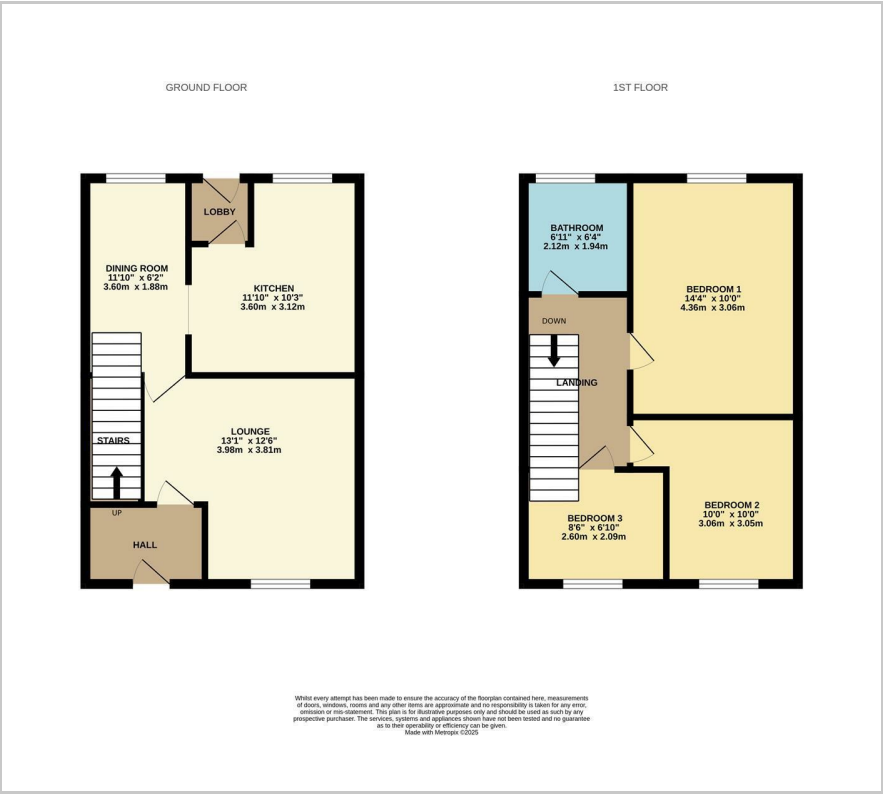 GROUND FLOOR
1ST FLOOR
LOBBY
DINING ROOM
11'10" x 6'2"
3.60m x 1.88m
KITCHEN
11'10" x 10'3"
3.60m x 3.12m
LOUNGE
13'1" x 12'6"
3.98m x 3.81m
STAIRS
UP
HALL
BATHROOM
6'11" x 6'4"
2.12m x 1.94m
BEDROOM 1
14'4" x 10'0"
4.36m x 3.06m
DOWN
LANDING
BEDROOM 2
10'0" x 10'0"
3.06m x 3.05m
BEDROOM 3
8'6" x 6'10"
2.60m x 2.09m
Whilst every attempt has been made to ensure the accuracy of the floorplan contained here, measurements
of doors, windows, rooms and any other items are approximate and no responsibility is taken for any error,
omission or mis-statement. This plan is for illustrative purposes only and should be used as such by any
prospective purchaser. The services, systems and appliances shown have not been tested and no guarantee
as to their operability or efficiency can be given.
Made with Metropix ©2025